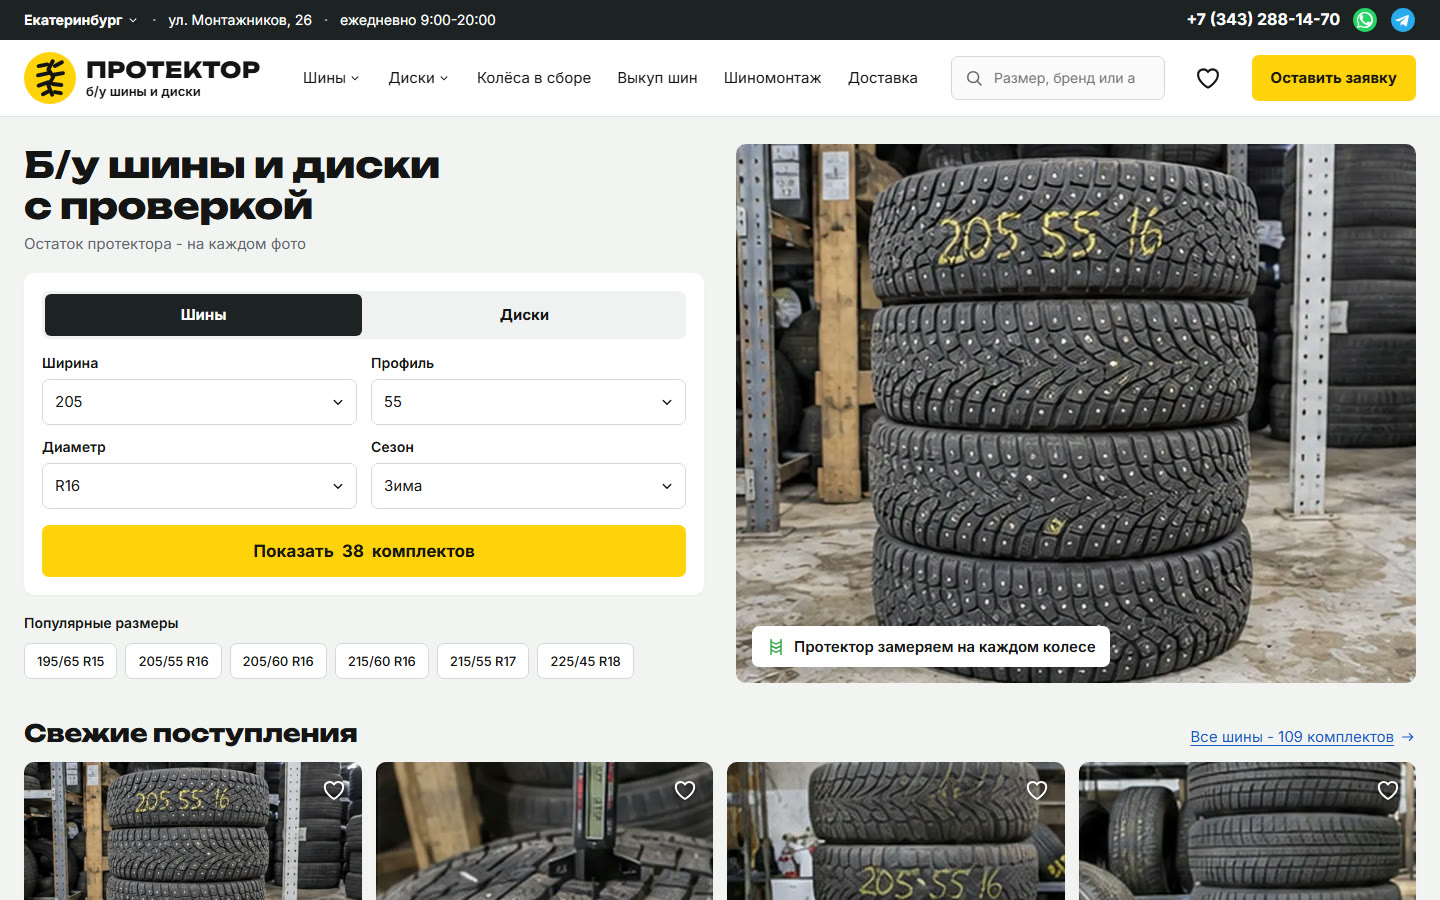 Екатеринбург · ул. Монтажников, 26 · ежедневно 9:00-20:00
+7 (343) 288-14-70
ПРОТЕКТОР
б/у шины и диски
Шины Диски Колёса в сборе Выкуп шин Шиномонтаж Доставка
Размер, бренд или а
Оставить заявку
Б/у шины и диски
с проверкой
Остаток протектора - на каждом фото
Шины Диски
Ширина Профиль
205 55
Диаметр Сезон
R16 Зима
Показать 38 комплектов
Популярные размеры
195/65 R15 205/55 R16 205/60 R16 215/60 R16 215/55 R17 225/45 R18
205 55 16
Протектор замеряем на каждом колесе
Свежие поступления
Все шины - 109 комплектов
205 55 16
205.55 16